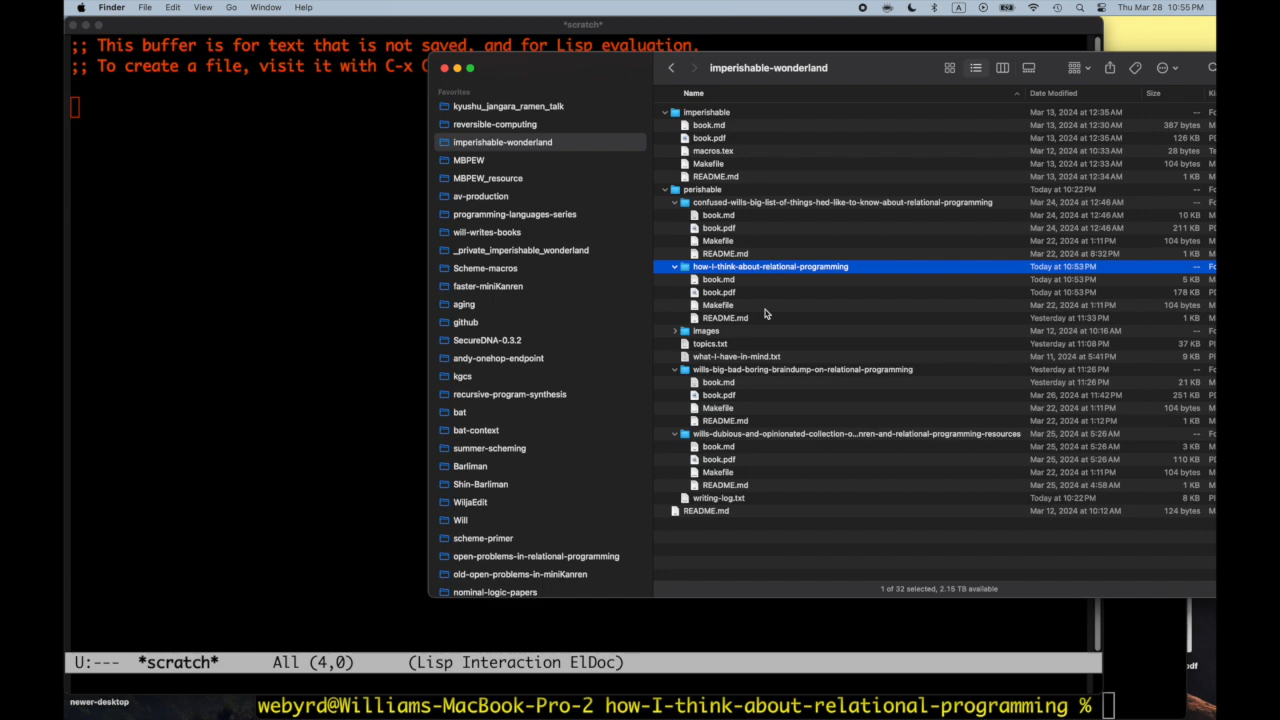 Finder File Edit View Go Window Help
A
Thu Mar 28 10:55 PM
*scratch*
;; This buffer is for text that is not saved, and for Lisp evaluation.
;; To create a file, visit it with C-x C
imperishable-wonderland
Favorites
kyushu_jangara_ramen_talk
reversible-computing
imperishable-wonderland
MBPEW
MBPEW_resource
av-production
programming-languages-series
will-writes-books
_private_imperishable_wonderland
Scheme-macros
faster-miniKanren
aging
github
SecureDNA-0.3.2
andy-onehop-endpoint
kgcs
recursive-program-synthesis
bat
bat-context
summer-scheming
Barliman
Shin-Barliman
WiljaEdit
Will
scheme-primer
open-problems-in-relational-programming
old-open-problems-in-miniKanren
nominal-logic-papers
Name Date Modified Size Ki
imperishable Mar 13, 2024 at 12:35 AM -- Fo
book.md Mar 13, 2024 at 12:30 AM 387 bytes M
book.pdf Mar 13, 2024 at 12:35 AM 126 KB PD
macros.tex Mar 12, 2024 at 10:33 AM 28 bytes Te
Makefile Mar 13, 2024 at 12:33 AM 104 bytes M
README.md Mar 13, 2024 at 12:34 AM 1 KB M
perishable Today at 10:22 PM -- Fo
confused-wills-big-list-of-things-hed-like-to-know-about-relational-programming Mar 24, 2024 at 12:46 AM -- Fo
book.md Mar 24, 2024 at 12:46 AM 10 KB M
book.pdf Mar 24, 2024 at 12:46 AM 211 KB PD
Makefile Mar 22, 2024 at 1:11 PM 104 bytes M
README.md Mar 22, 2024 at 8:32 PM 1 KB M
how-I-think-about-relational-programming Today at 10:53 PM -- Fo
book.md Today at 10:53 PM 5 KB M
book.pdf Today at 10:53 PM 178 KB PD
Makefile Mar 22, 2024 at 1:11 PM 104 bytes M
README.md Yesterday at 11:33 PM 1 KB M
images Mar 12, 2024 at 10:16 AM -- Fo
topics.txt Yesterday at 11:08 PM 37 KB Pl
what-I-have-in-mind.txt Mar 11, 2024 at 5:41 PM 9 KB Pl
wills-big-bad-boring-braindump-on-relational-programming Yesterday at 11:26 PM -- Fo
book.md Yesterday at 11:26 PM 21 KB M
book.pdf Mar 26, 2024 at 11:42 PM 251 KB PD
Makefile Mar 22, 2024 at 1:11 PM 104 bytes M
README.md Mar 22, 2024 at 1:12 PM 1 KB M
wills-dubious-and-opinionated-collection-o...nren-and-relational-programming-resources Mar 25, 2024 at 5:26 AM -- Fo
book.md Mar 25, 2024 at 5:26 AM 3 KB M
book.pdf Mar 25, 2024 at 5:26 AM 110 KB PD
Makefile Mar 22, 2024 at 1:11 PM 104 bytes M
README.md Mar 25, 2024 at 4:58 AM 1 KB M
writing-log.txt Today at 10:22 PM 8 KB Pl
README.md Mar 12, 2024 at 10:12 AM 124 bytes M
1 of 32 selected, 2.15 TB available
U:--- *scratch* All (4,0) (Lisp Interaction ElDoc)
pdf
newer-desktop
webyrd@Williams-MacBook-Pro-2 how-I-think-about-relational-programming %